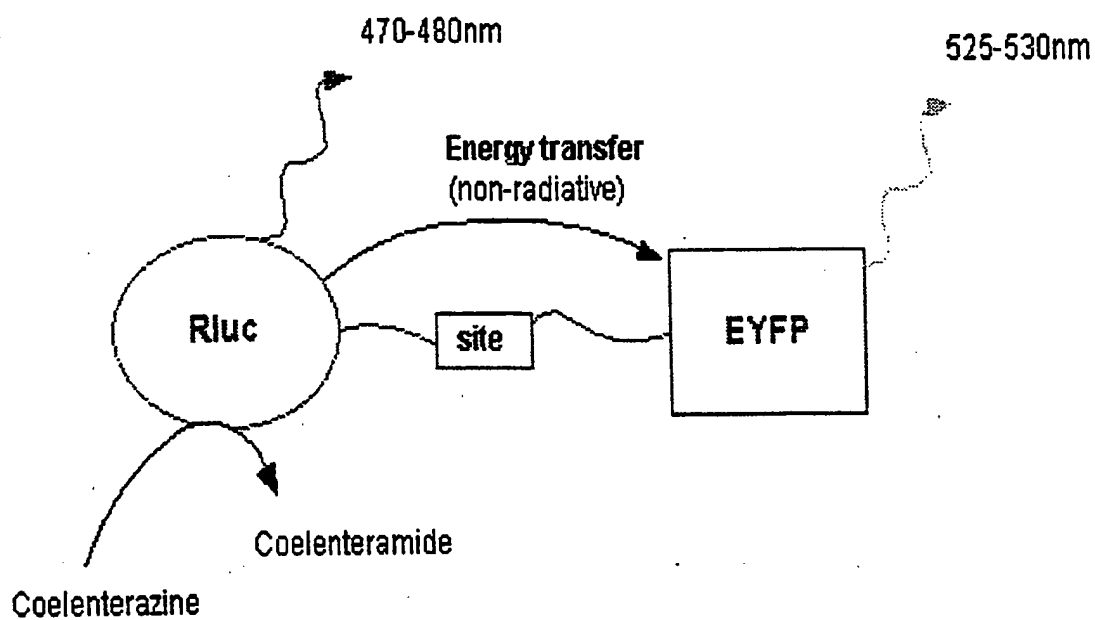 470-480nm
525-530nm
Energy transfer
(non-radiative)
Rluc
site
EYFP
Coelenteramide
Coelenterazine